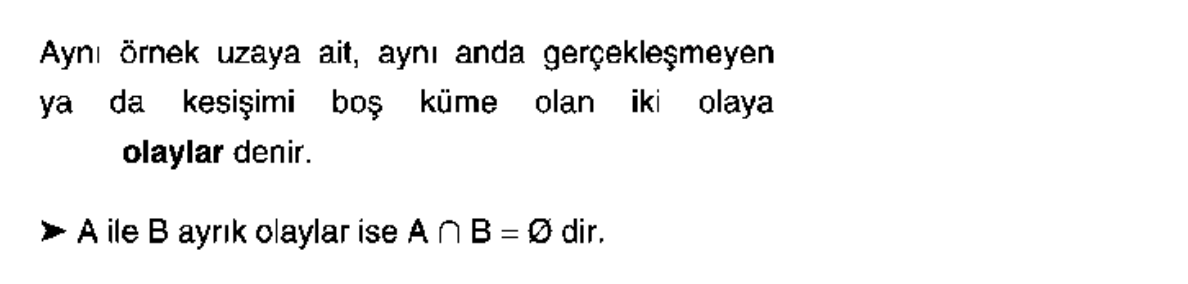 Aynı örnek uzaya ait, aynı anda gerçekleşmeyen
ya da kesişimi boş küme olan iki olaya
olaylar denir.
➤ A ile B ayrık olaylar ise A ∩ B = Ø dir.